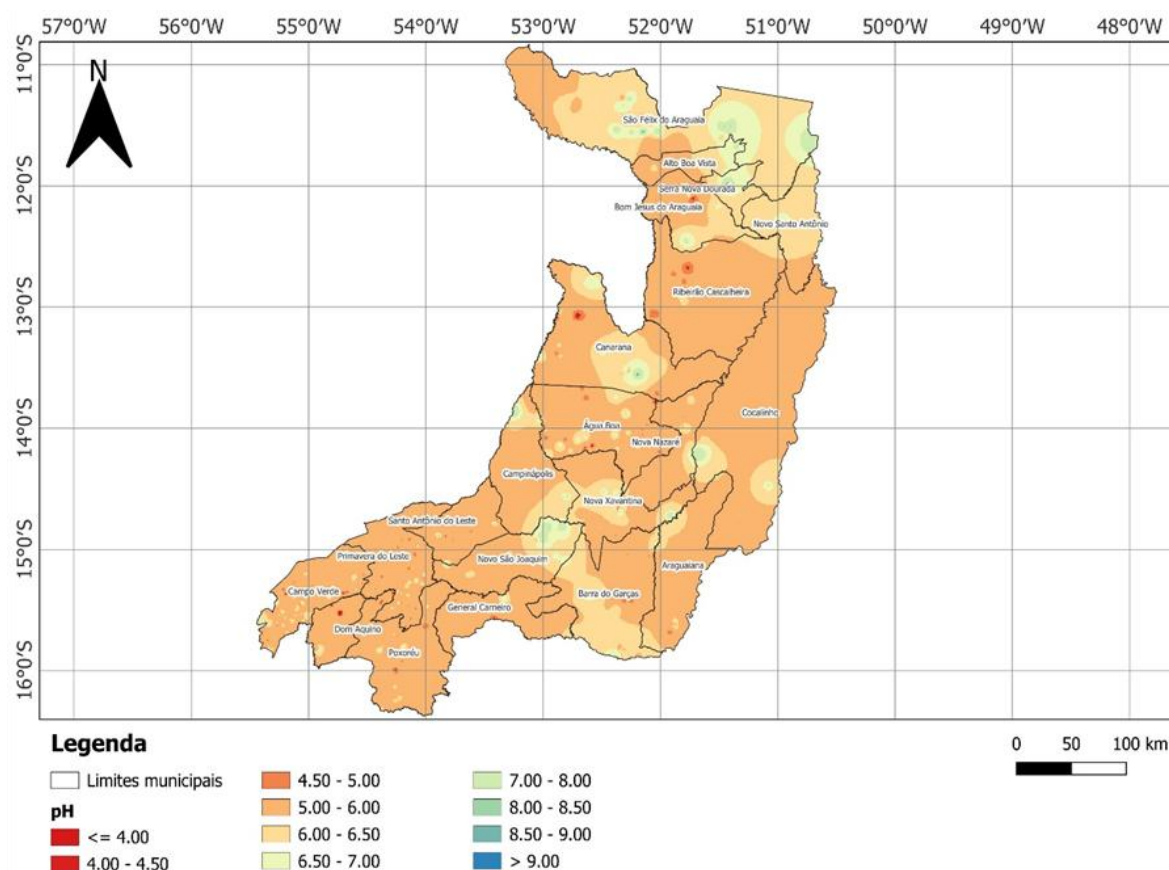 57°0'W 56°0'W 55°0'W 54°0'W 53°0'W 52°0'W 51°0'W 50°0'W 49°0'W 48°0'W
11°0'S
N
São Félix do Araguaia
Alto Boa Vista
12°0'S
Serra Nova Dourada
Bom Jesus do Araguaia
Novo Santo Antônio
Ribeirão Cascalheira
13°0'S
Canarana
Cocalinho
14°0'S
Água Boa
Nova Nazaré
Campinápolis
Nova Xavantina
Santo Antônio do Leste
15°0'S
Primavera do Leste
Novo São Joaquim
Araguaiana
Campo Verde
Barra do Garças
General Carneiro
Dom Aquino
Poxoréu
16°0'S
Legenda
Limites municipais
pH
<= 4.00
4.00 - 4.50
4.50 - 5.00
5.00 - 6.00
6.00 - 6.50
6.50 - 7.00
7.00 - 8.00
8.00 - 8.50
8.50 - 9.00
> 9.00
0 50 100 km